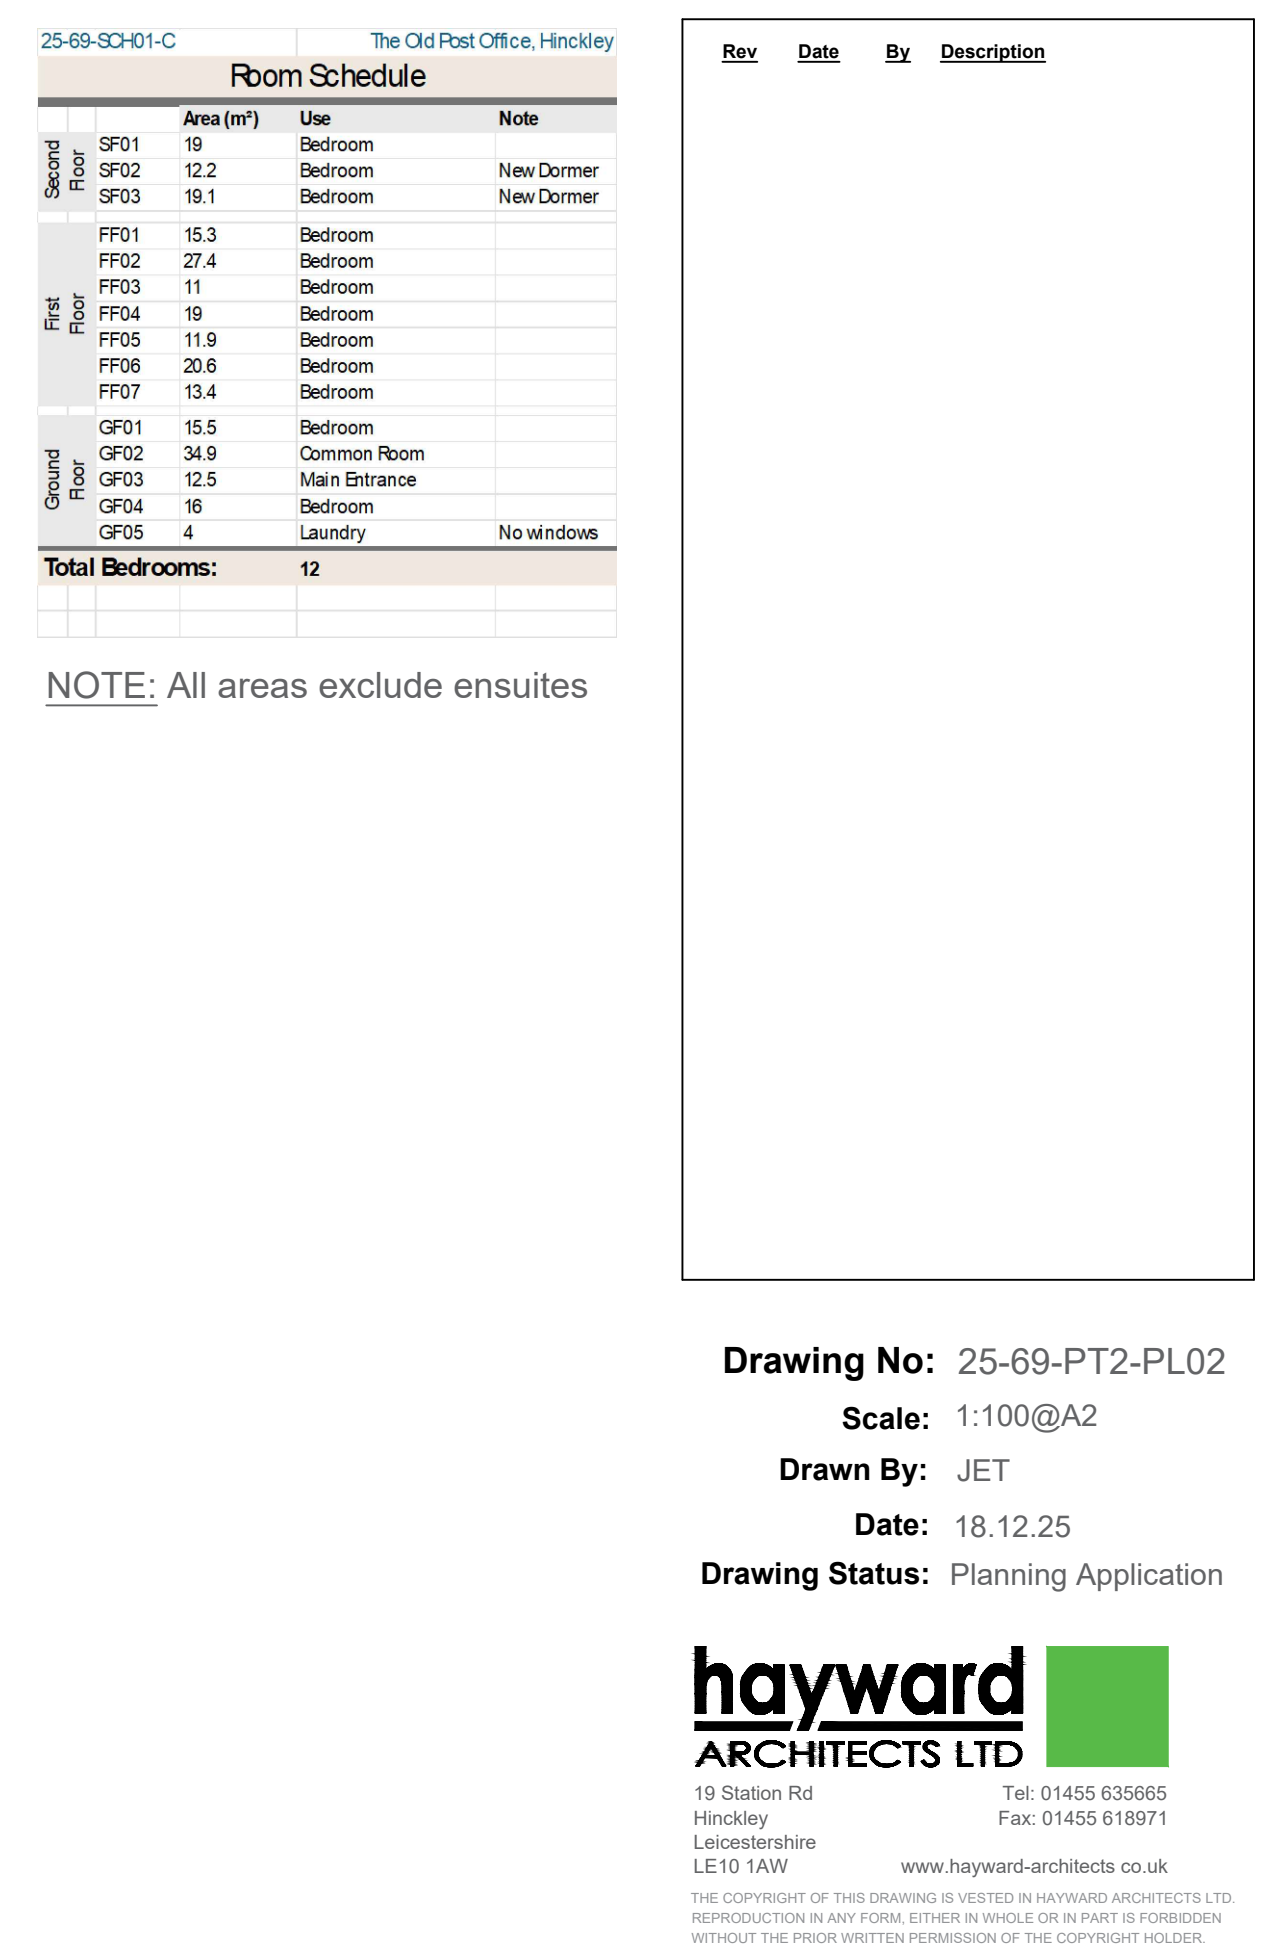 25-69-SCH01-C The Old Post Office, Hinckley
Room Schedule
Area (m²) Use Note
Second Floor
SF01 19 Bedroom
SF02 12.2 Bedroom New Dormer
SF03 19.1 Bedroom New Dormer
First Floor
FF01 15.3 Bedroom
FF02 27.4 Bedroom
FF03 11 Bedroom
FF04 19 Bedroom
FF05 11.9 Bedroom
FF06 20.6 Bedroom
FF07 13.4 Bedroom
Ground Floor
GF01 15.5 Bedroom
GF02 34.9 Common Room
GF03 12.5 Main Entrance
GF04 16 Bedroom
GF05 4 Laundry No windows
Total Bedrooms: 12
NOTE: All areas exclude ensuites
Rev Date By Description
Drawing No: 25-69-PT2-PL02
Scale: 1:100@A2
Drawn By: JET
Date: 18.12.25
Drawing Status: Planning Application
hayward
ARCHITECTS LTD
19 Station Rd Tel: 01455 635665
Hinckley Fax: 01455 618971
Leicestershire
LE10 1AW www.hayward-architects co.uk
THE COPYRIGHT OF THIS DRAWING IS VESTED IN HAYWARD ARCHITECTS LTD.
REPRODUCTION IN ANY FORM, EITHER IN WHOLE OR IN PART IS FORBIDDEN
WITHOUT THE PRIOR WRITTEN PERMISSION OF THE COPYRIGHT HOLDER.